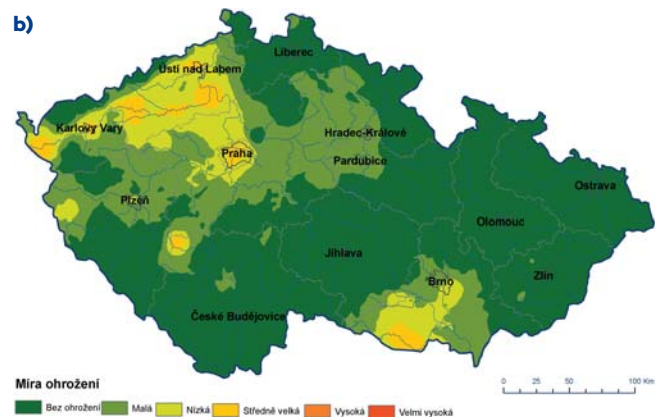 b)
Liberec
Ústí nad Labem
Karlovy Vary
Hradec-Králové
Praha
Pardubice
Ostrava
Plzeň
Olomouc
Jihlava
Brno
Zlín
České Budějovice
Míra ohrožení
Bez ohrožení Malá Nízká Středně velká Vysoká Velmi vysoká
0 25 50 100 Km